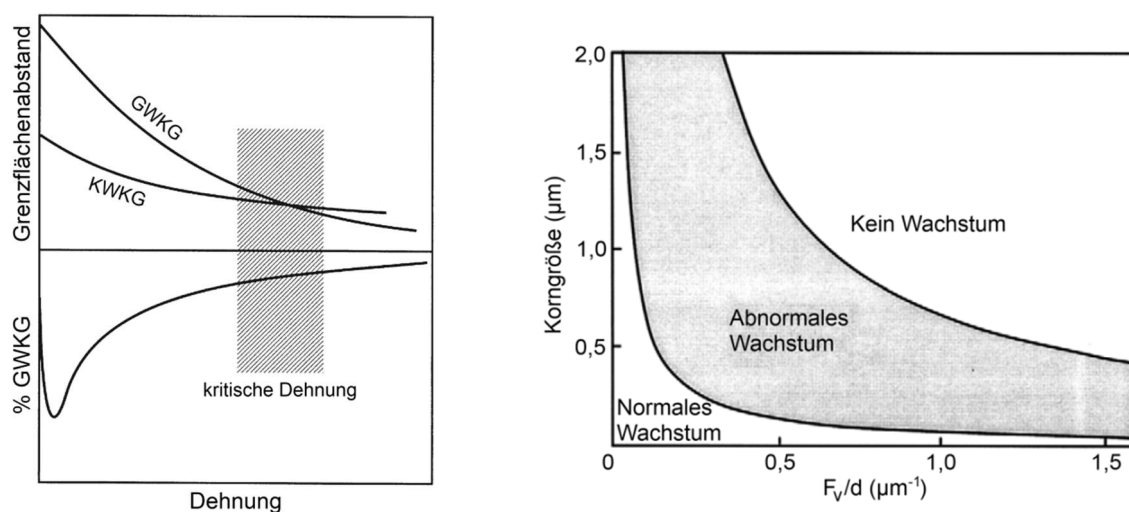 Grenzflächenabstand
GWKG
KWKG
% GWKG
kritische Dehnung
Dehnung
Korngröße (µm)
2,0
1,5
1,0
0,5
Kein Wachstum
Abnormales
Wachstum
Normales
Wachstum
0
0,5
1,0
1,5
Fᵥ/d (µm⁻¹)